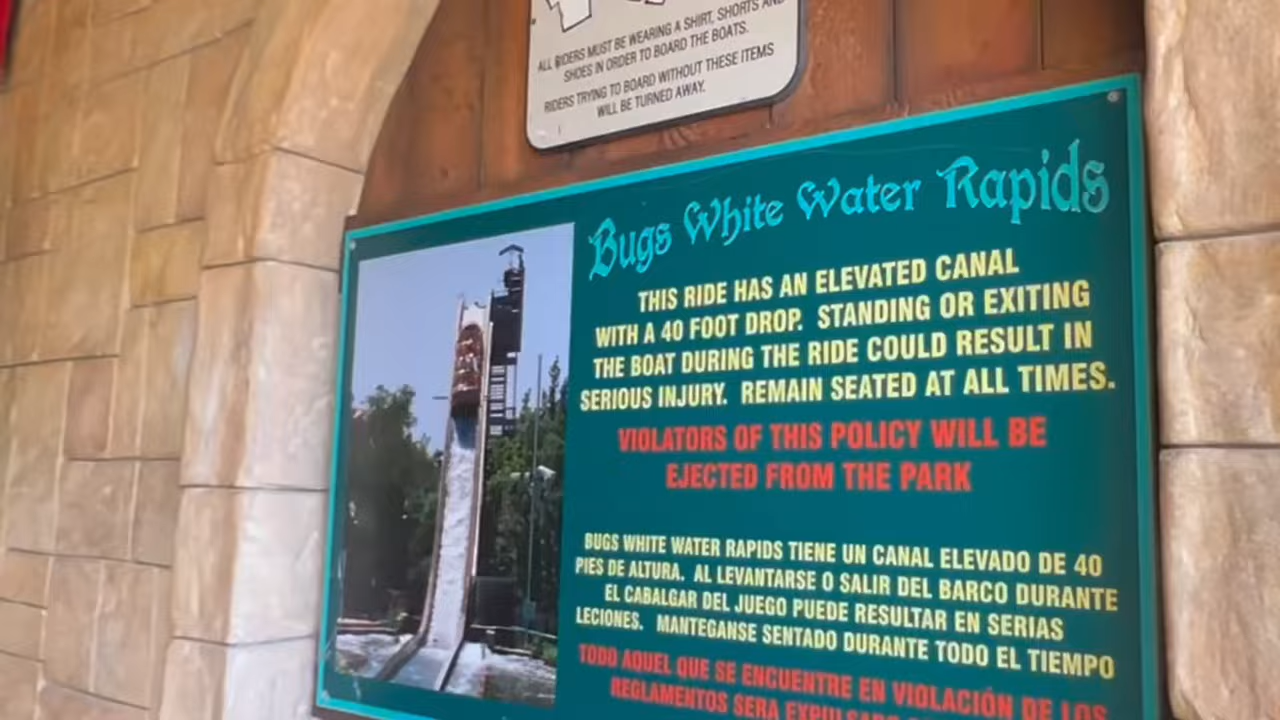 ALL RIDERS MUST BE WEARING A SHIRT, SHORTS AND
SHOES IN ORDER TO BOARD THE BOATS.
RIDERS TRYING TO BOARD WITHOUT THESE ITEMS
WILL BE TURNED AWAY.
Bugs White Water Rapids
THIS RIDE HAS AN ELEVATED CANAL
WITH A 40 FOOT DROP. STANDING OR EXITING
THE BOAT DURING THE RIDE COULD RESULT IN
SERIOUS INJURY. REMAIN SEATED AT ALL TIMES.
VIOLATORS OF THIS POLICY WILL BE
EJECTED FROM THE PARK
BUGS WHITE WATER RAPIDS TIENE UN CANAL ELEVADO DE 40
PIES DE ALTURA. AL LEVANTARSE O SALIR DEL BARCO DURANTE
EL CABALGAR DEL JUEGO PUEDE RESULTAR EN SERIAS
LECIONES. MANTEGANSE SENTADO DURANTE TODO EL TIEMPO
TODO AQUEL QUE SE ENCUENTRE EN VIOLACIÓN DE LOS
REGLAMENTOS SERA